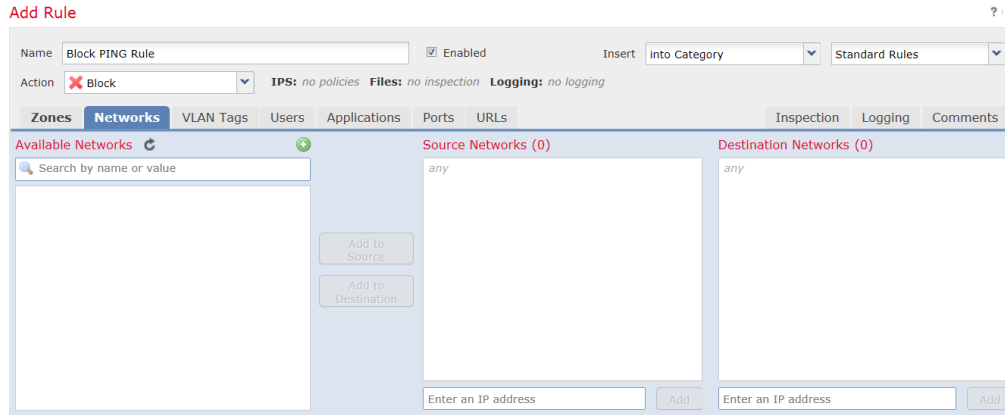 Add Rule ?
Name Block PING Rule Enabled Insert into Category Standard Rules
Action Block IPS: no policies Files: no inspection Logging: no logging
Zones Networks VLAN Tags Users Applications Ports URLs Inspection Logging Comments
Available Networks Source Networks (0) Destination Networks (0)
Search by name or value any any
Add to
Source
Add to
Destination
Enter an IP address Add Enter an IP address Add